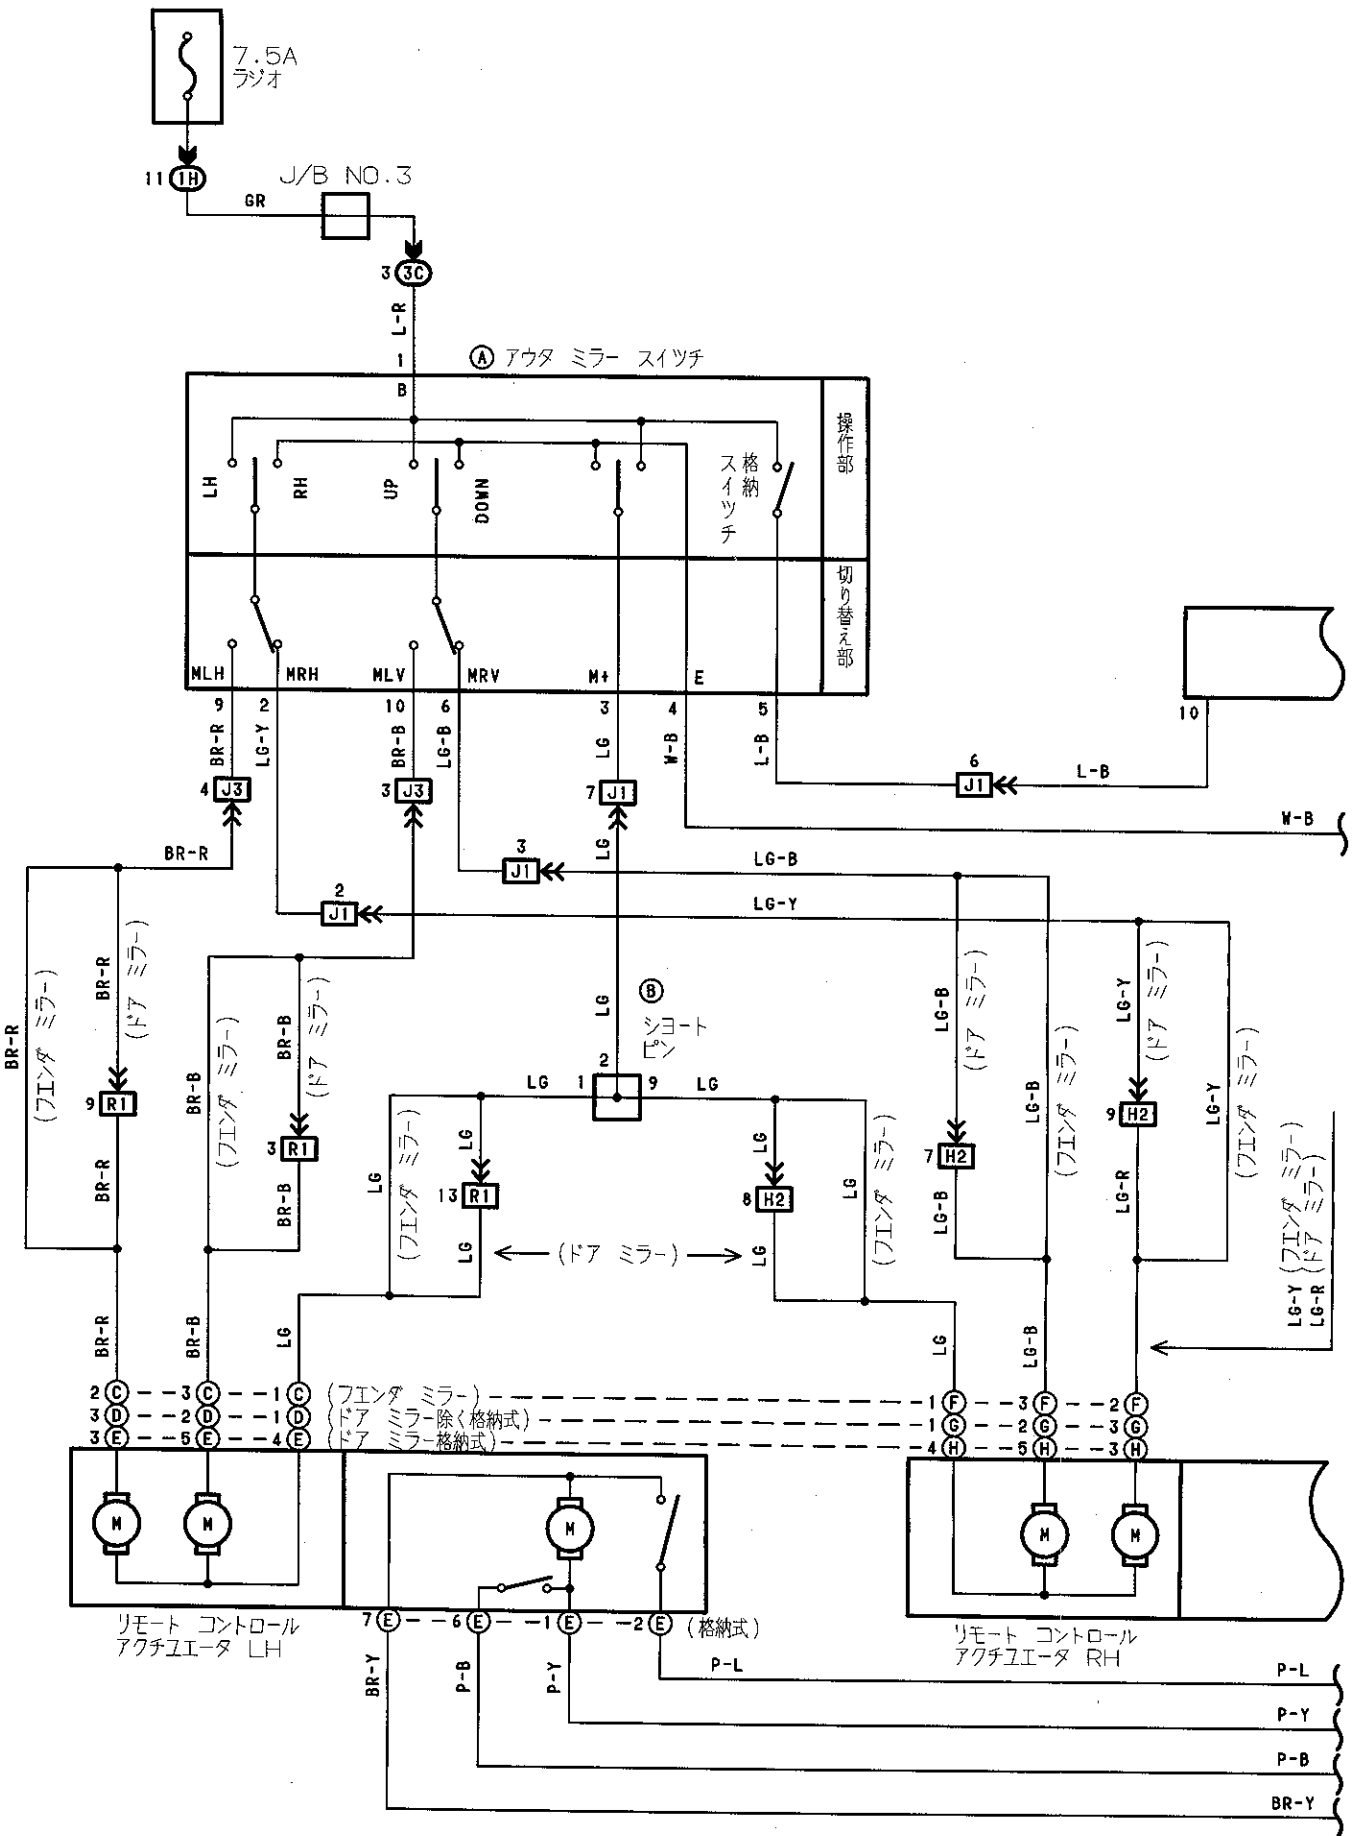 7.5A
ラジオ
11 1H
J/B NO.3
GR
3 3C
L-R
1
A アウタ ミラー スイツチ
B
操作部
LH
RH
UP
DOWN
格納
スイツチ
切り替え部
MLH
MRH
MLV
MRV
M+
E
9
2
10
6
3
4
5
10
BR-R
LG-Y
BR-B
LG-B
LG
W-B
L-B
4 J3
3 J3
7 J1
6
J1
L-B
W-B
BR-R
LG
3
J1
LG-B
2
J1
LG-Y
BR-R
(フエンダ ミラー)
BR-R
(ドア ミラー)
BR-B
(フエンダ ミラー)
BR-B
(ドア ミラー)
LG
B
シヨート
ピン
2
LG-B
(ドア ミラー)
LG-B
(フエンダ ミラー)
LG-Y
(ドア ミラー)
LG-Y
(フエンダ ミラー)
9 R1
LG
1
9
LG
9 H2
3 R1
7 H2
BR-R
BR-B
LG
(フエンダ ミラー)
LG
13 R1
LG
8 H2
LG
(フエンダ ミラー)
LG-B
LG-R
LG
(ドア ミラー)
LG
LG-Y (フエンダ ミラー)
LG-R (ドア ミラー)
BR-R
BR-B
LG
LG
LG-B
2 C 3 C 1 C (フエンダ ミラー) 1 F 3 F 2 F
3 D 2 D 1 D (ドア ミラー除く格納式) 1 G 2 G 3 G
3 E 5 E 4 E (ドア ミラー格納式) 4 H 5 H 3 H
M
M
M
M
M
リモート コントロール
アクチユエータ LH
7 E 6 E 1 E 2 E (格納式)
リモート コントロール
アクチユエータ RH
BR-Y
P-B
P-Y
P-L
P-L
P-Y
P-B
BR-Y